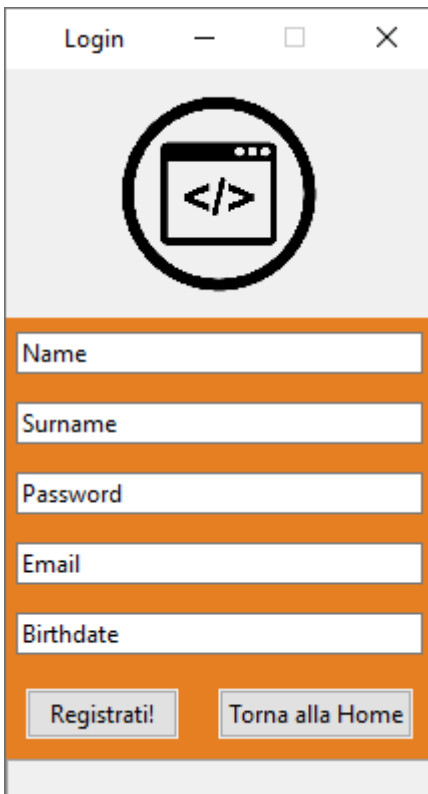 Login
</>
Name
Surname
Password
Email
Birthdate
Registrati! Torna alla Home